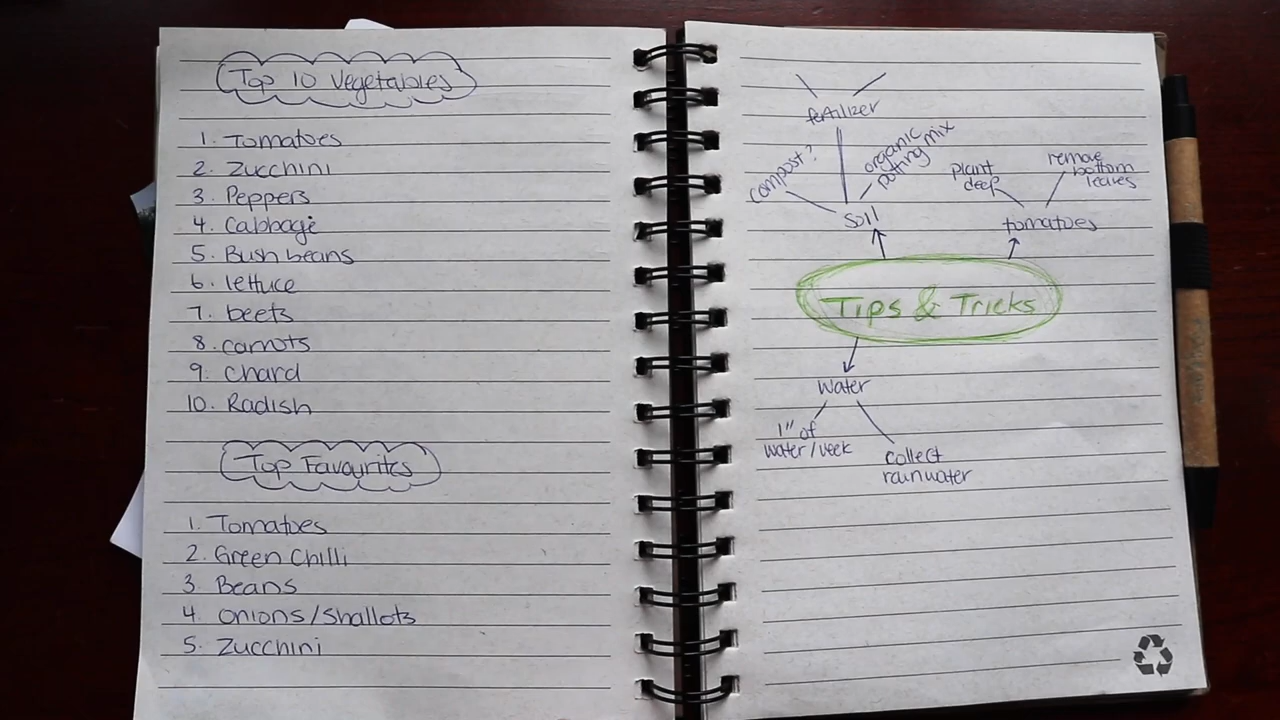 Top 10 Vegetables
1. Tomatoes
2. Zucchini
3. Peppers
4. Cabbage
5. Bush beans
6. lettuce
7. beets
8. carrots
9. chard
10. Radish
Top Favourites
1. Tomatoes
2. Green Chilli
3. Beans
4. Onions/Shallots
5. Zucchini
fertilizer
compost?
organic
potting mix
soil
plant
deep
remove
bottom
leaves
tomatoes
Tips & Tricks
Water
1" of
water/week
collect
rainwater